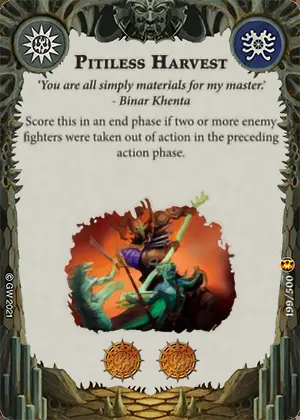 PITILESS HARVEST
'You are all simply materials for my master.'
- Binar Khenta
Score this in an end phase if two or more enemy
fighters were taken out of action in the preceding
action phase.
© GW 2021
199/500